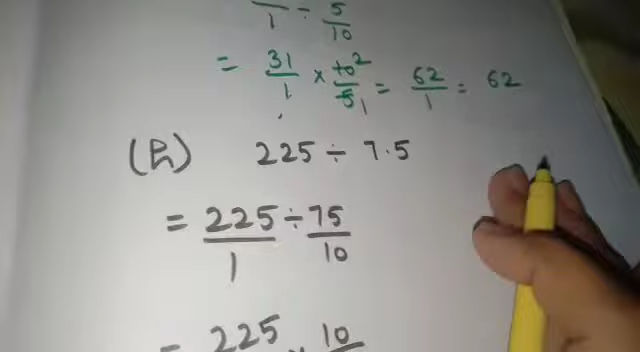 /1 ÷ 5/10
= 31/1 × 10²/5₁ = 62/1 = 62
225 ÷ 7.5
= 225/1 ÷ 75/10
= 225 × 10